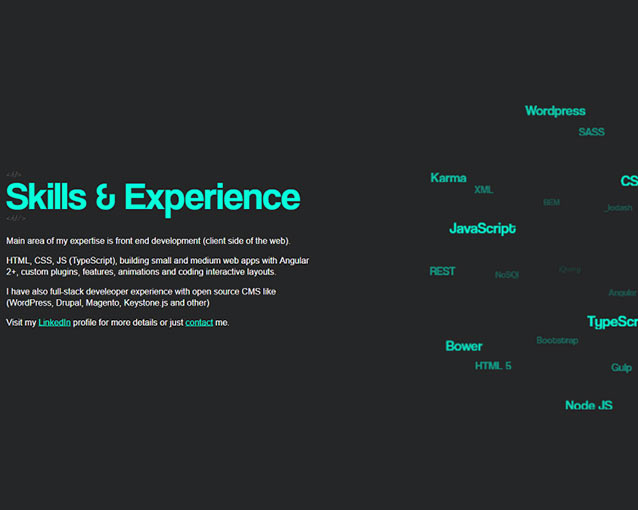 Skills & Experience
Main area of my expertise is front end development (client side of the web).
HTML, CSS, JS (TypeScript), building small and medium web apps with Angular
2+, custom plugins, features, animations and coding interactive layouts.
I have also full-stack develeoper experience with open source CMS like
(WordPress, Drupal, Magento, Keystone.js and other)
Visit my LinkedIn profile for more details or just contact me.
Wordpress
SASS
Karma
CS
XML
BEM
_lodash
JavaScript
REST
NoSQl
jQuery
Angular
TypeScr
Bootstrap
Bower
HTML 5
Gulp
Node JS